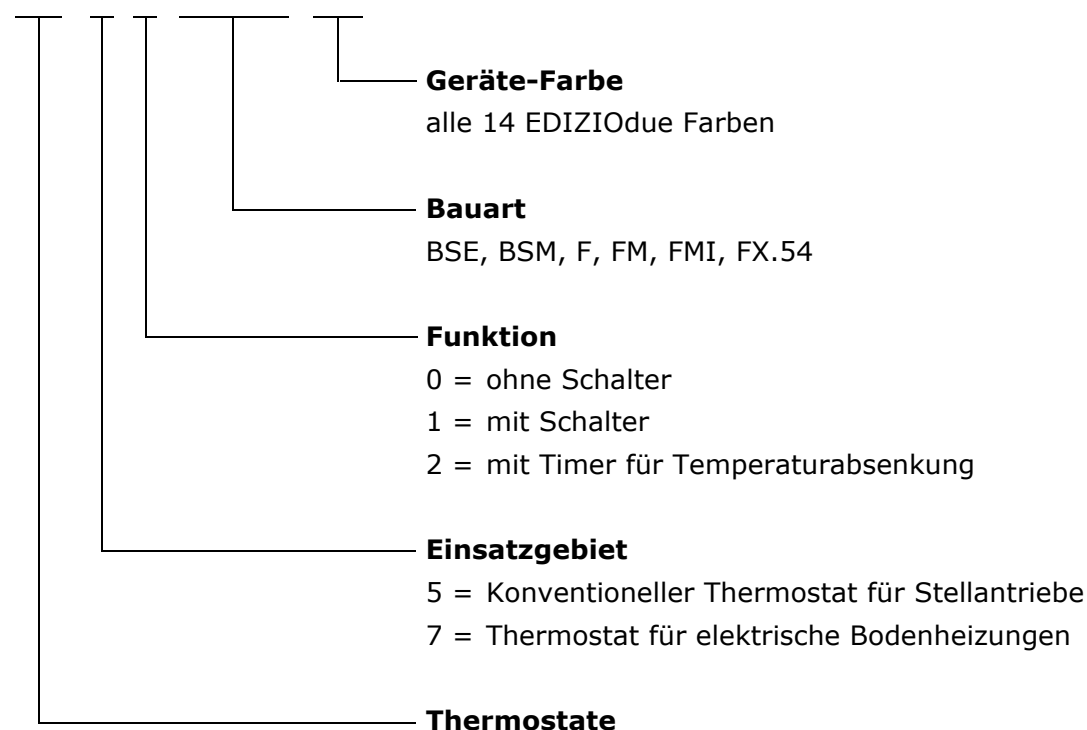 Geräte-Farbe
alle 14 EDIZIOdue Farben
Bauart
BSE, BSM, F, FM, FMI, FX.54
Funktion
0 = ohne Schalter
1 = mit Schalter
2 = mit Timer für Temperaturabsenkung
Einsatzgebiet
5 = Konventioneller Thermostat für Stellantriebe
7 = Thermostat für elektrische Bodenheizungen
Thermostate